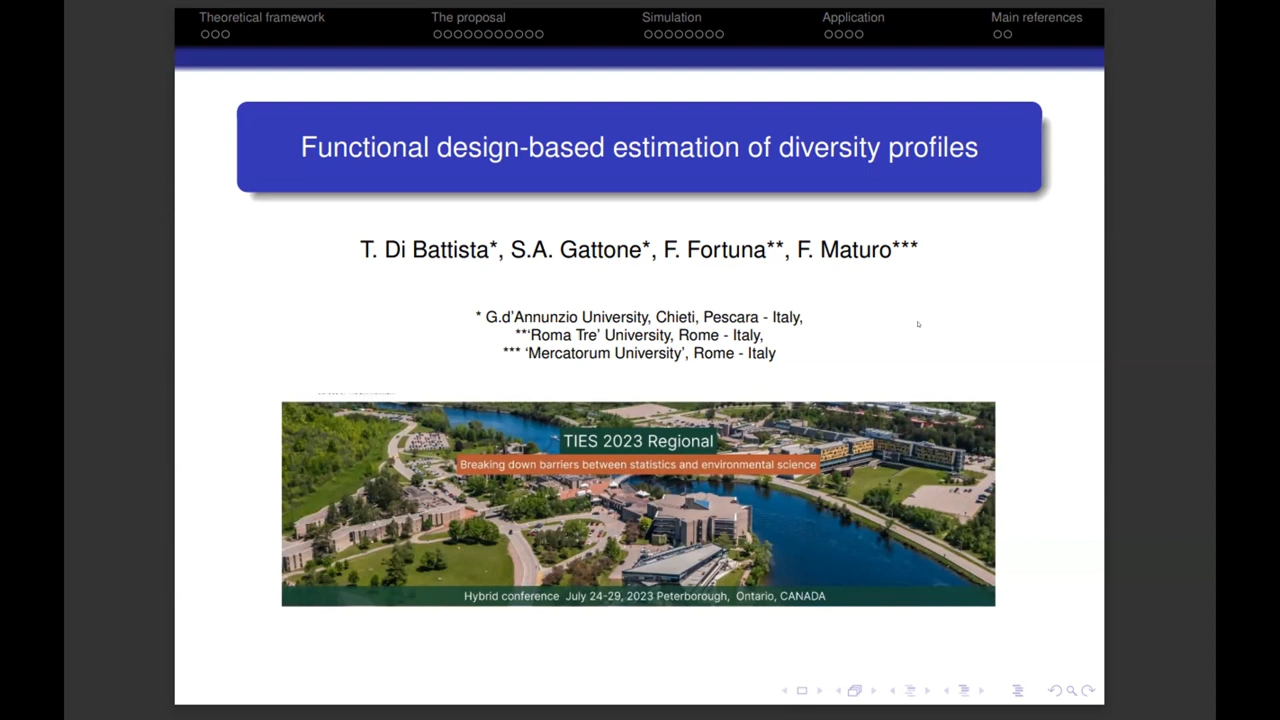 Theoretical framework
The proposal
Simulation
Application
Main references
Functional design-based estimation of diversity profiles
T. Di Battista*, S.A. Gattone*, F. Fortuna**, F. Maturo***
* G.d’Annunzio University, Chieti, Pescara - Italy,
**‘Roma Tre’ University, Rome - Italy,
*** ‘Mercatorum University’, Rome - Italy
TIES 2023 Regional
Breaking down barriers between statistics and environmental science
Hybrid conference July 24-29, 2023 Peterborough, Ontario, CANADA